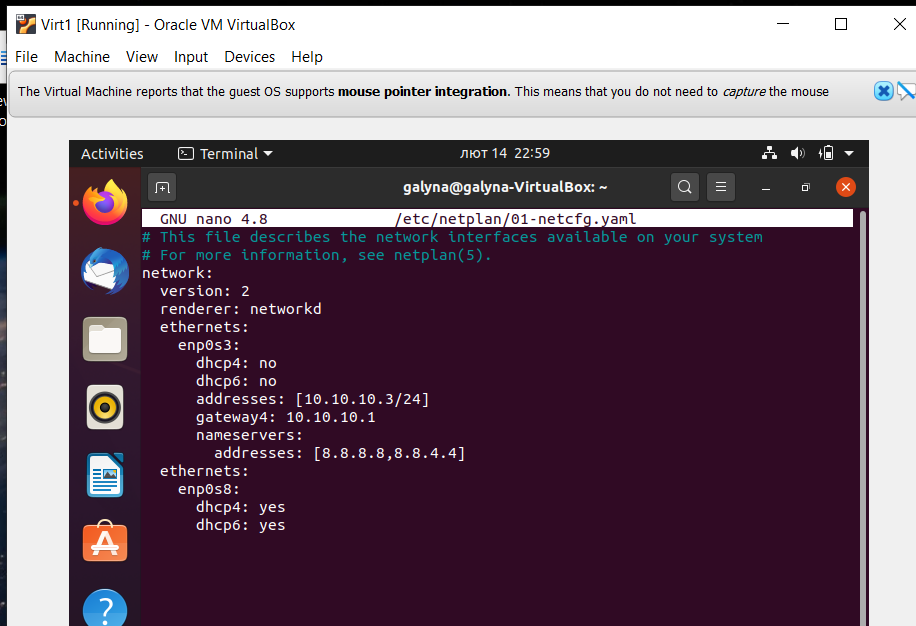 Virt1 [Running] - Oracle VM VirtualBox
File Machine View Input Devices Help
The Virtual Machine reports that the guest OS supports mouse pointer integration. This means that you do not need to capture the mouse
Activities Terminal лют 14 22:59
galyna@galyna-VirtualBox: ~
GNU nano 4.8 /etc/netplan/01-netcfg.yaml
# This file describes the network interfaces available on your system
# For more information, see netplan(5).
network:
  version: 2
  renderer: networkd
  ethernets:
    enp0s3:
      dhcp4: no
      dhcp6: no
      addresses: [10.10.10.3/24]
      gateway4: 10.10.10.1
      nameservers:
        addresses: [8.8.8.8,8.8.4.4]
  ethernets:
    enp0s8:
      dhcp4: yes
      dhcp6: yes